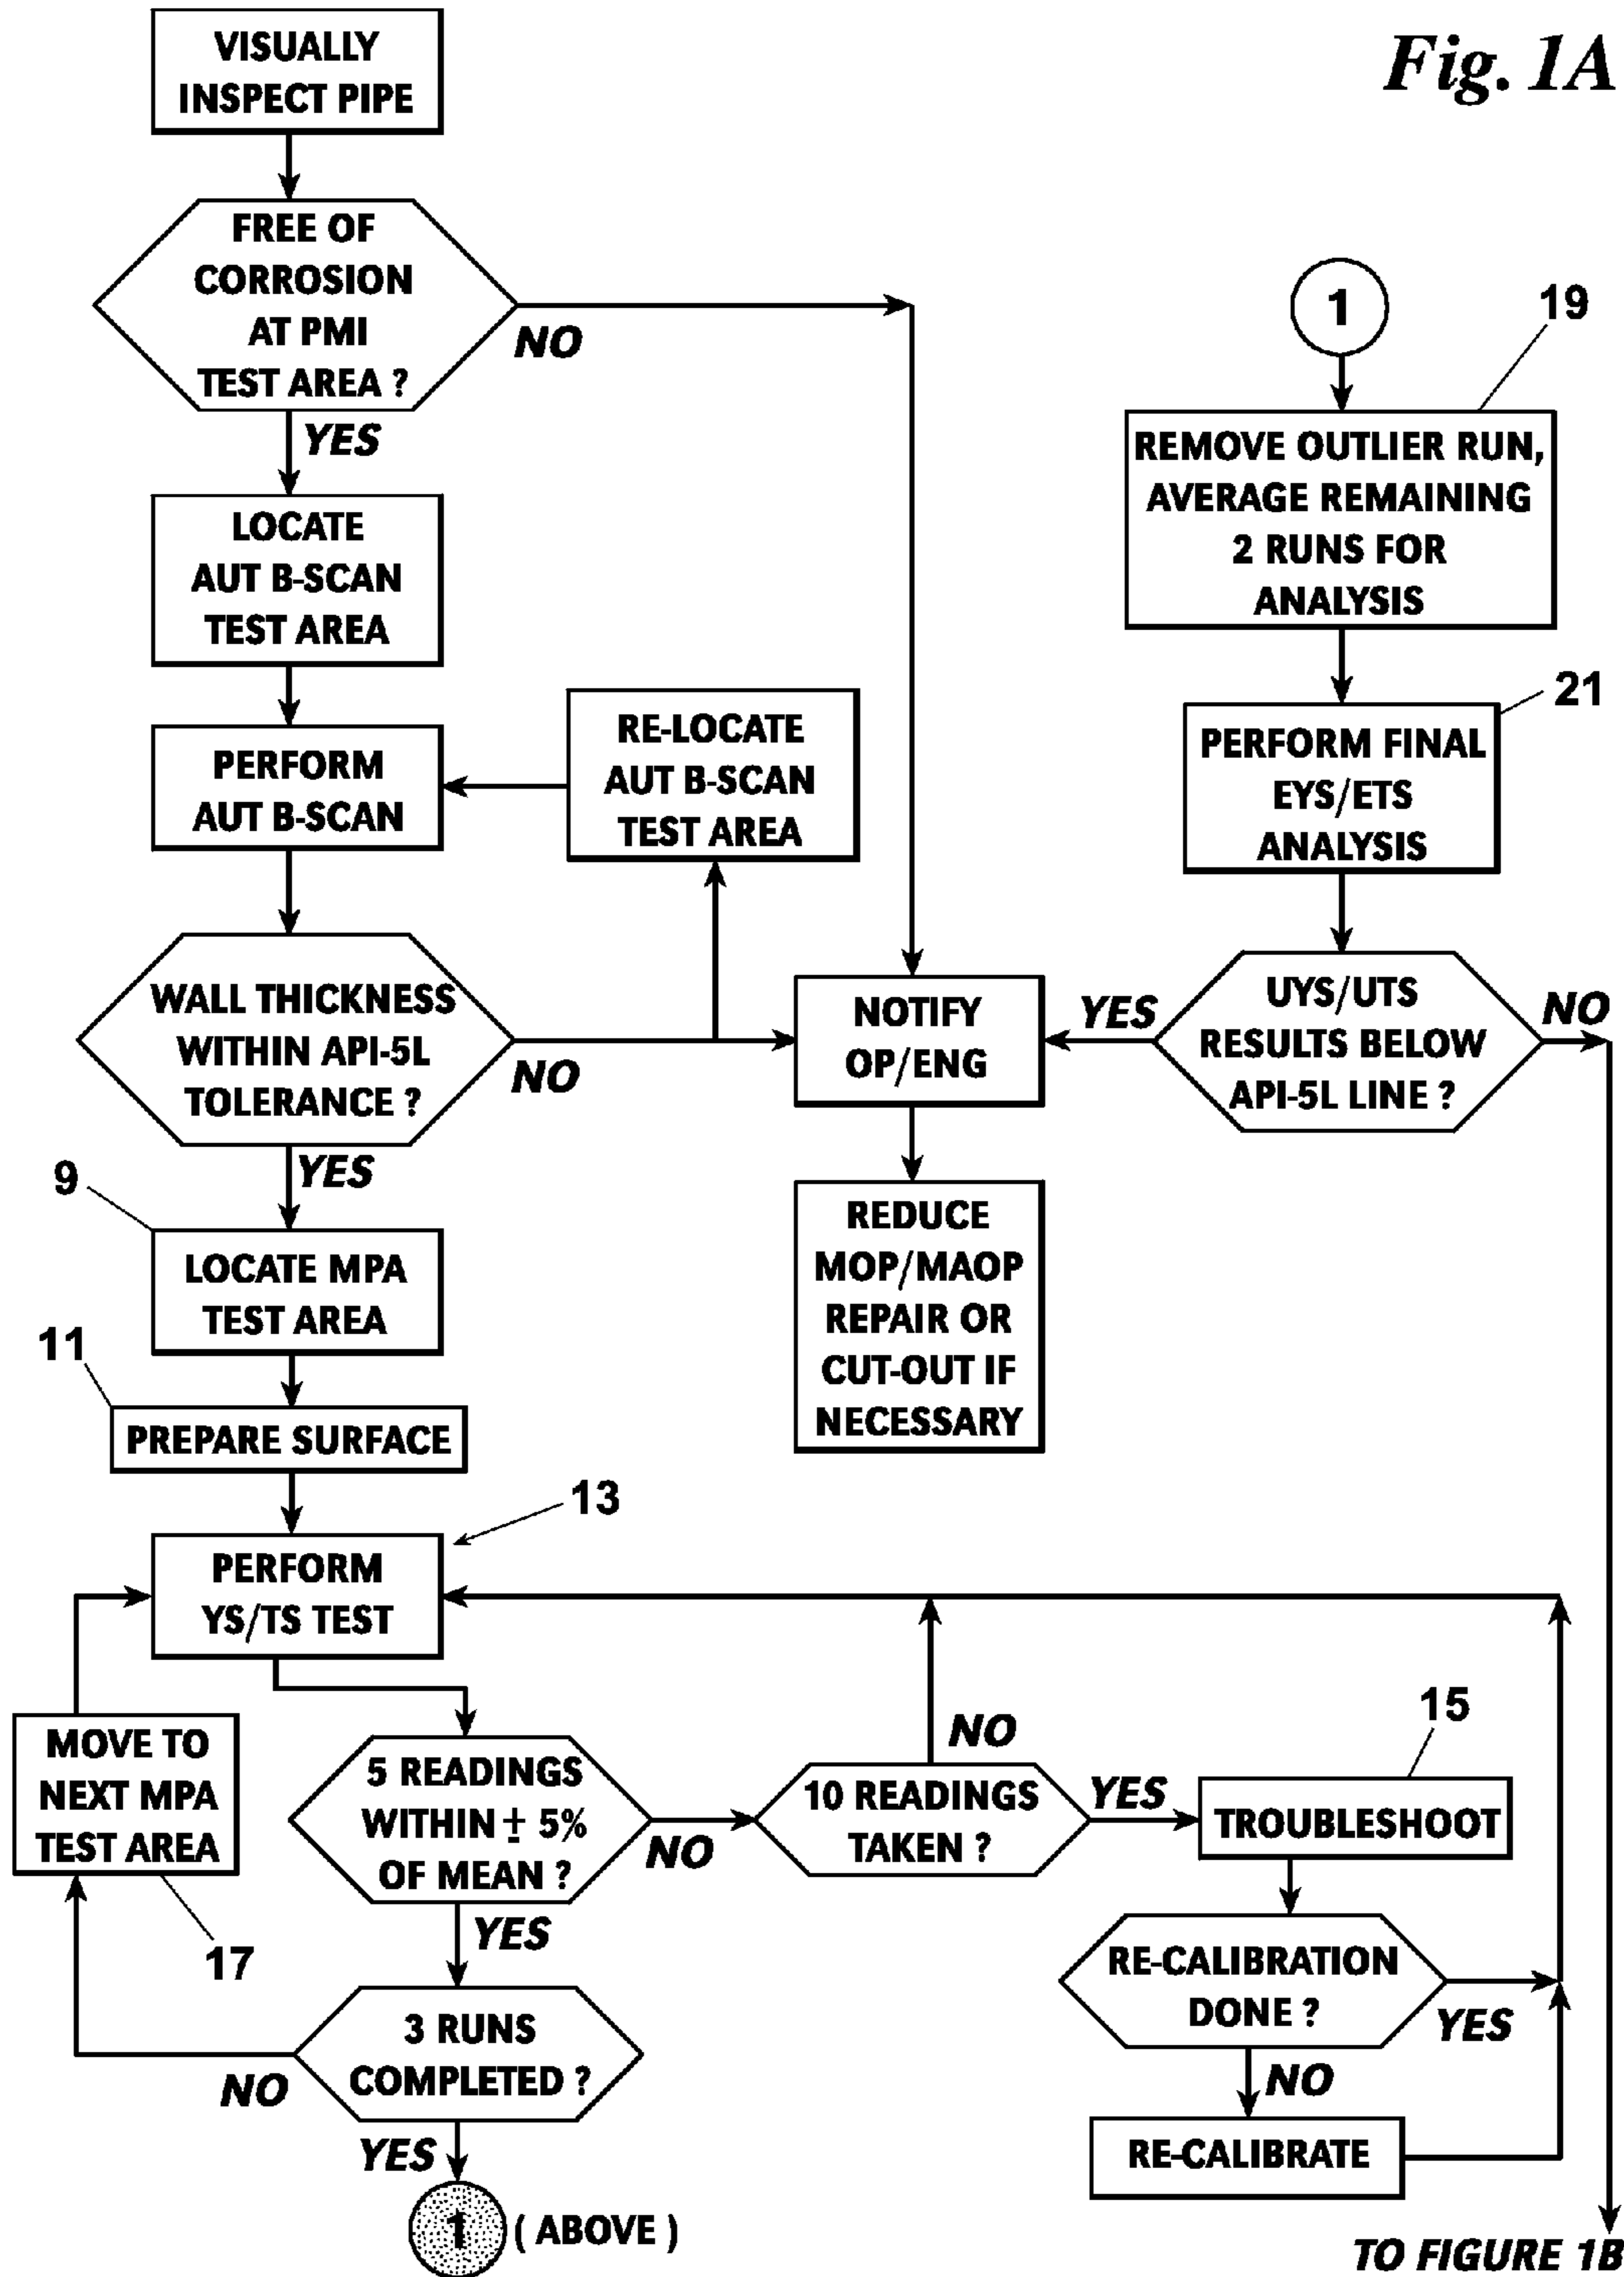 Fig. 1A
VISUALLY
INSPECT PIPE
FREE OF
CORROSION
AT PMI
TEST AREA ?
NO
YES
LOCATE
AUT B-SCAN
TEST AREA
PERFORM
AUT B-SCAN
RE-LOCATE
AUT B-SCAN
TEST AREA
WALL THICKNESS
WITHIN API-5L
TOLERANCE ?
NO
YES
NOTIFY
OP/ENG
REDUCE
MOP/MAOP
REPAIR OR
CUT-OUT IF
NECESSARY
9
LOCATE MPA
TEST AREA
11
PREPARE SURFACE
13
PERFORM
YS/TS TEST
MOVE TO
NEXT MPA
TEST AREA
17
5 READINGS
WITHIN ± 5%
OF MEAN ?
NO
YES
10 READINGS
TAKEN ?
NO
YES
15
TROUBLESHOOT
RE-CALIBRATION
DONE ?
YES
NO
RE-CALIBRATE
3 RUNS
COMPLETED ?
NO
YES
1 ( ABOVE )
1
19
REMOVE OUTLIER RUN,
AVERAGE REMAINING
2 RUNS FOR
ANALYSIS
21
PERFORM FINAL
EYS/ETS
ANALYSIS
UYS/UTS
RESULTS BELOW
API-5L LINE ?
YES
NO
TO FIGURE 1B